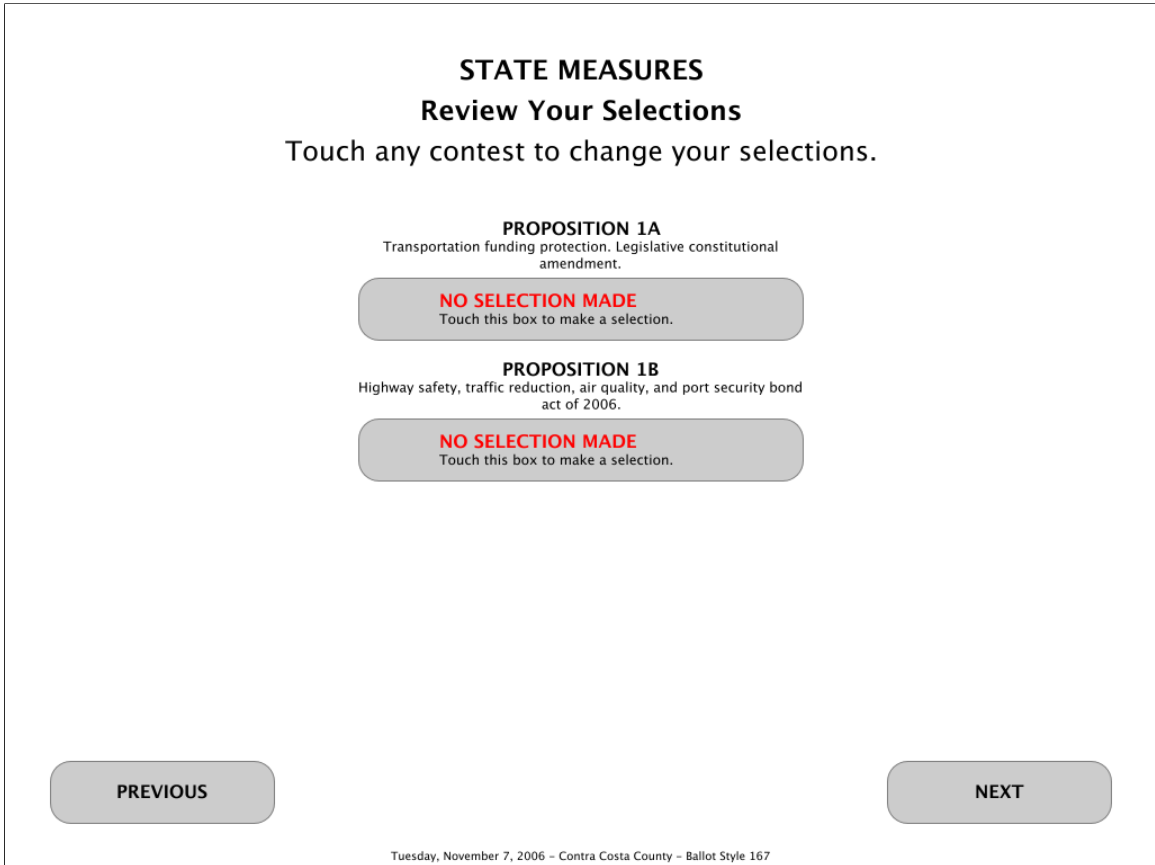 STATE MEASURES
Review Your Selections
Touch any contest to change your selections.
PROPOSITION 1A
Transportation funding protection. Legislative constitutional
amendment.
NO SELECTION MADE
Touch this box to make a selection.
PROPOSITION 1B
Highway safety, traffic reduction, air quality, and port security bond
act of 2006.
NO SELECTION MADE
Touch this box to make a selection.
PREVIOUS
NEXT
Tuesday, November 7, 2006 – Contra Costa County – Ballot Style 167